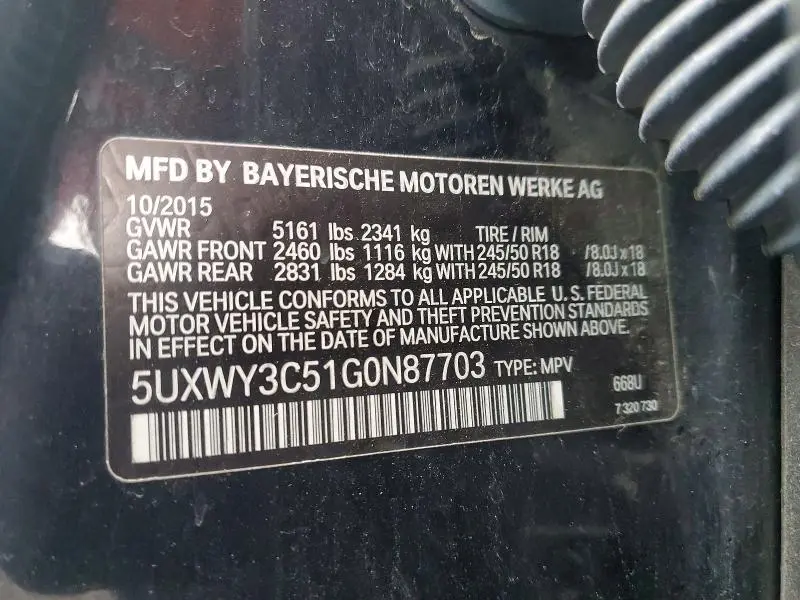 MFD BY BAYERISCHE MOTOREN WERKE AG
10/2015
GVWR 5161 lbs 2341 kg TIRE / RIM
GAWR FRONT 2460 lbs 1116 kg WITH 245/50 R18 /8.0J x 18
GAWR REAR 2831 lbs 1284 kg WITH 245/50 R18 /8.0J x 18
THIS VEHICLE CONFORMS TO ALL APPLICABLE U.S. FEDERAL
MOTOR VEHICLE SAFETY AND THEFT PREVENTION STANDARDS
IN EFFECT ON THE DATE OF MANUFACTURE SHOWN ABOVE.
5UXWY3C51G0N87703 TYPE: MPV
668U
7 320 730